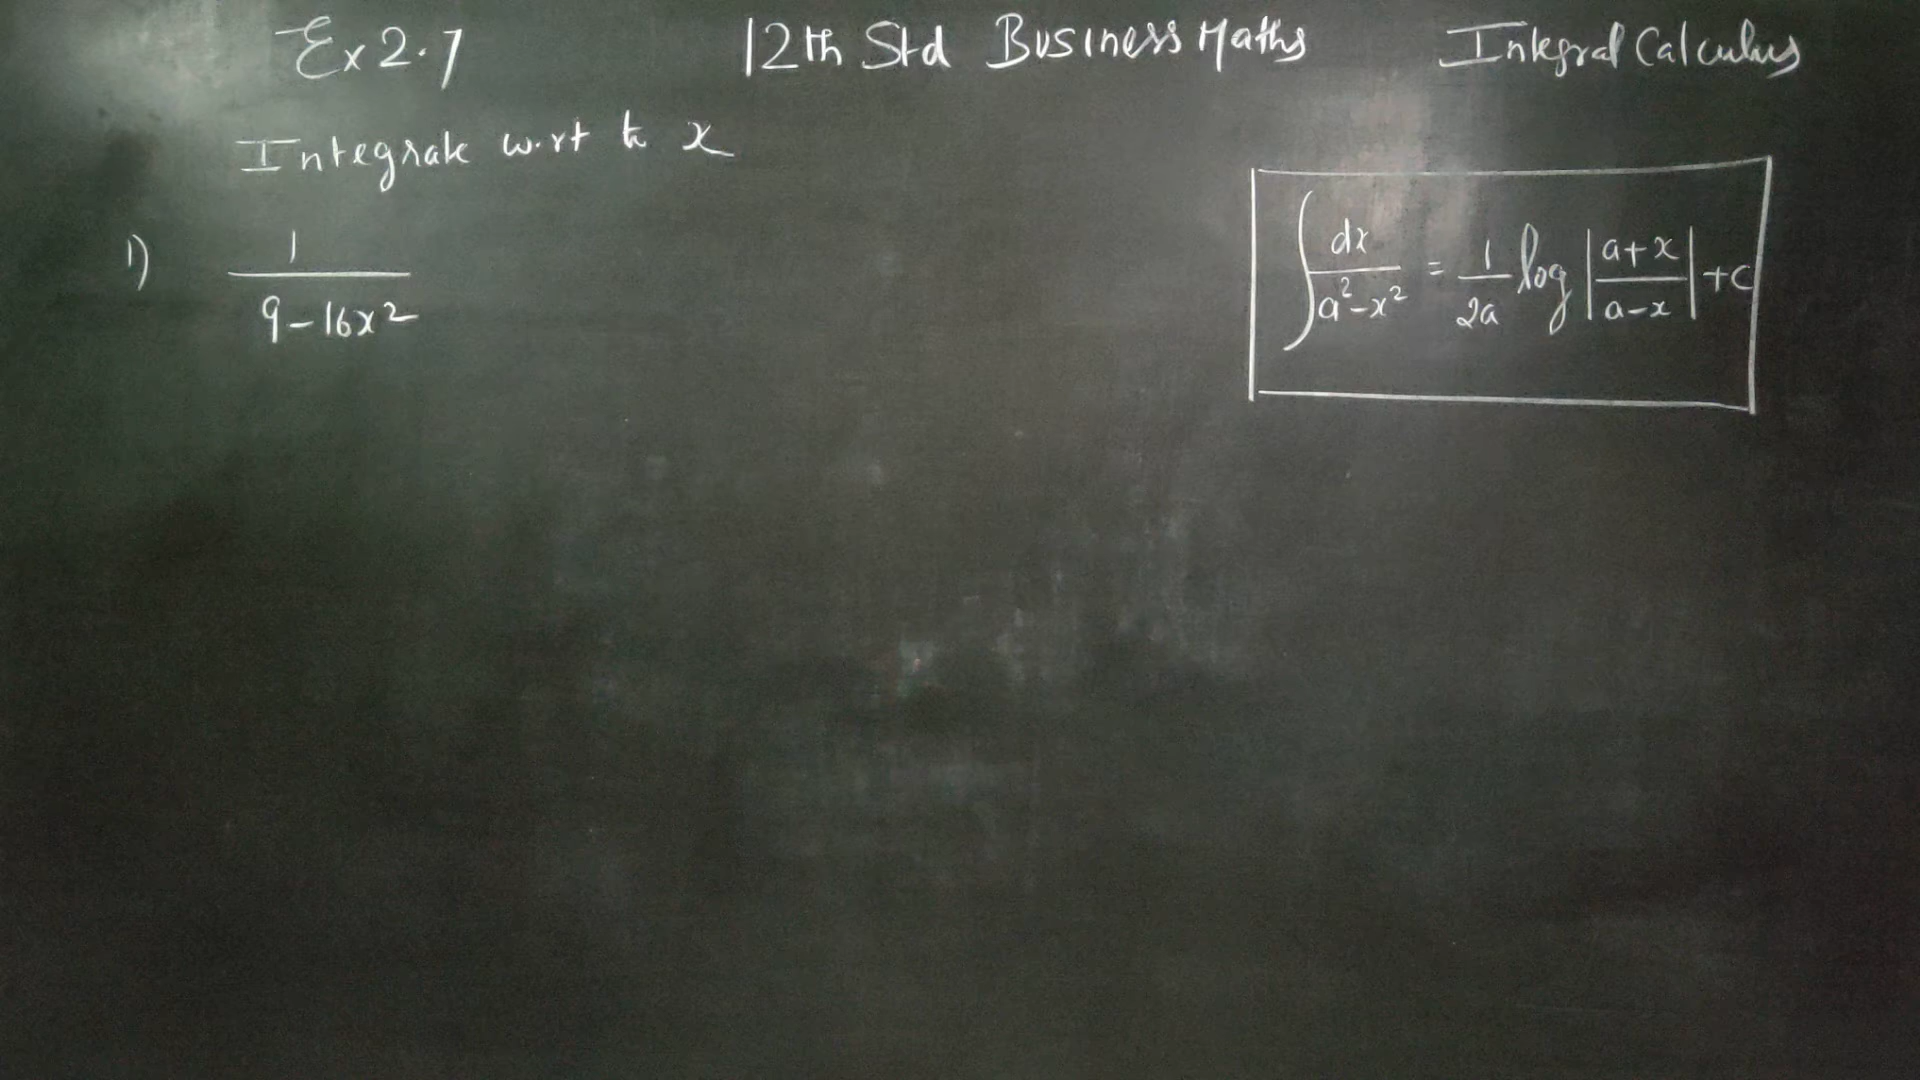 Ex 2.7 12th Std Business Maths Integral Calculus
Integrate w.r.t to x
1) 1/(9-16x²)
∫ dx/(a²-x²) = 1/2a log |(a+x)/(a-x)| +c